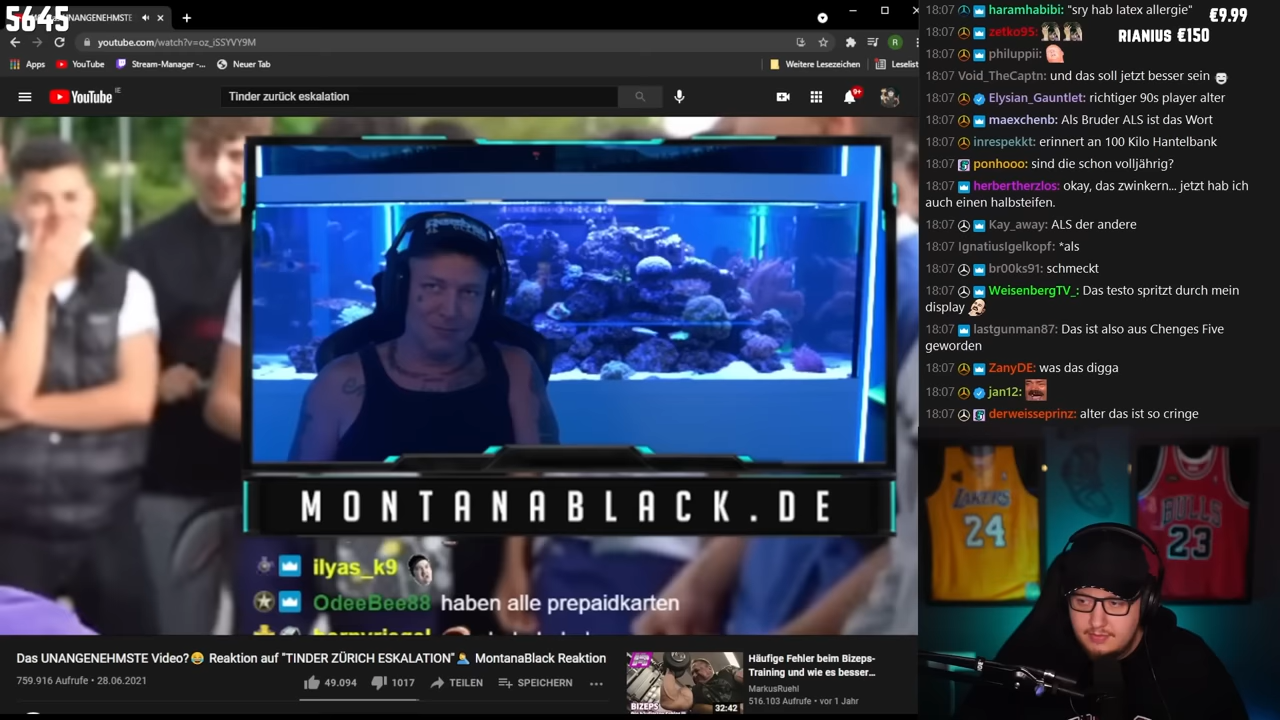 5645
UNANGENEHMSTE
youtube.com/watch?v=oz_iSSYVY9M
R
Apps
YouTube
Stream-Manager -...
Neuer Tab
Weitere Lesezeichen
Leselist
YouTube IE
Tinder zurück eskalation
9+
MONTANABLACK.DE
ilyas_k9
OdeeBee88 haben alle prepaidkarten
Das UNANGENEHMSTE Video?😂 Reaktion auf "TINDER ZÜRICH ESKALATION"🤦‍♂️ MontanaBlack Reaktion
759.916 Aufrufe • 28.06.2021
49.094
1017
TEILEN
SPEICHERN
BIZEPS
32:42
Häufige Fehler beim Bizeps-
Training und wie es besser...
MarkusRuehl
516.103 Aufrufe • vor 1 Jahr
€9.99
RIANIUS €150
18:07 haramhabibi: "sry hab latex allergie"
18:07 zetko95:
18:07 philuppii:
18:07 Void_TheCaptn: und das soll jetzt besser sein
18:07 Elysian_Gauntlet: richtiger 90s player alter
18:07 maexchenb: Als Bruder ALS ist das Wort
18:07 inrespekkt: erinnert an 100 Kilo Hantelbank
18:07 ponhooo: sind die schon volljährig?
18:07 herbertherzlos: okay, das zwinkern... jetzt hab ich
auch einen halbsteifen.
18:07 Kay_away: ALS der andere
18:07 IgnatiusIgelkopf: *als
18:07 br00ks91: schmeckt
18:07 WeisenbergTV_: Das testo spritzt durch mein
display
18:07 lastgunman87: Das ist also aus Chenges Five
geworden
18:07 ZanyDE: was das digga
18:07 jan12:
18:07 derweisseprinz: alter das ist so cringe
LAKERS
24
BULLS
23